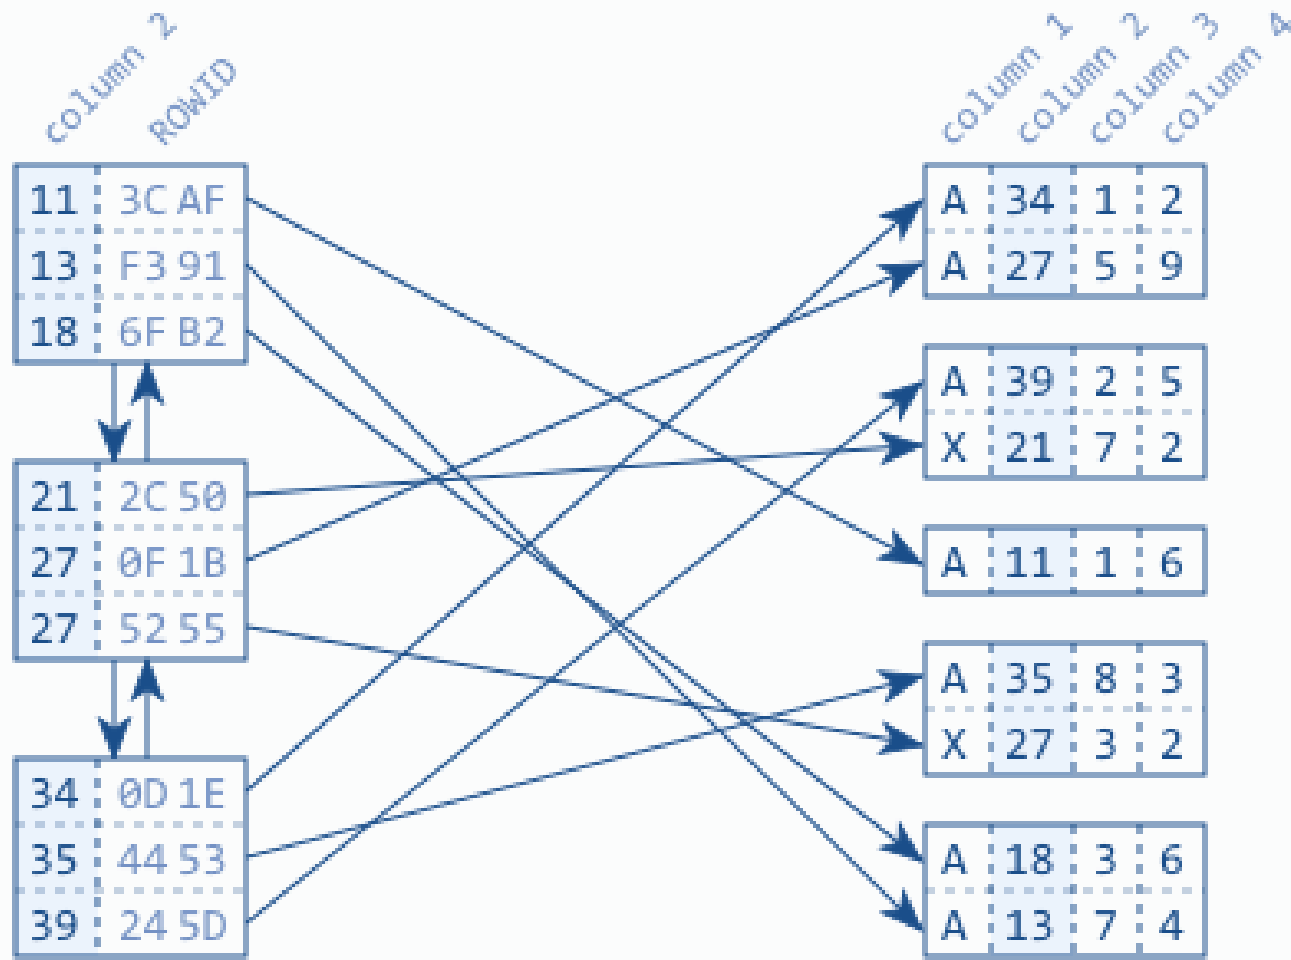 column 2
ROWID
11 3C AF
13 F3 91
18 6F B2
21 2C 50
27 0F 1B
27 52 55
34 0D 1E
35 44 53
39 24 5D
column 1
column 2
column 3
column 4
A 34 1 2
A 27 5 9
A 39 2 5
X 21 7 2
A 11 1 6
A 35 8 3
X 27 3 2
A 18 3 6
A 13 7 4